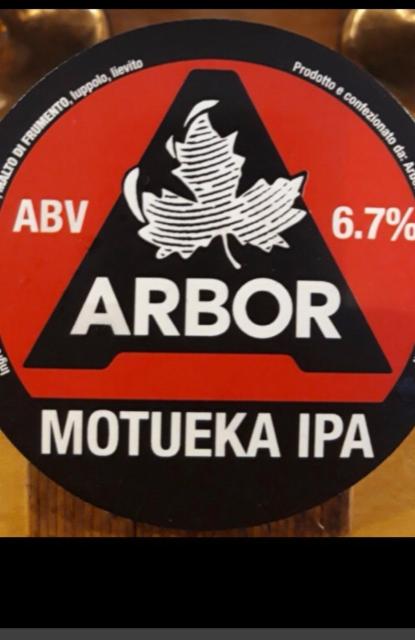 MALTO DI FRUMENTO, luppolo, lievito
Prodotto e confezionato da:
ABV
6.7%
ARBOR
MOTUEKA IPA